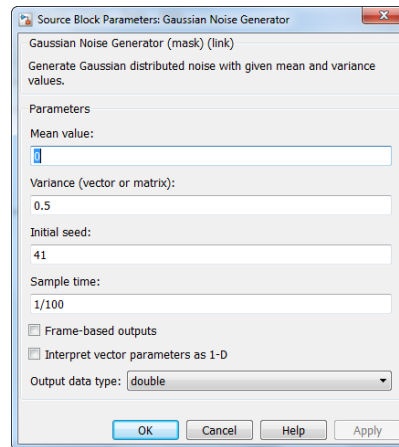 Source Block Parameters: Gaussian Noise Generator
Gaussian Noise Generator (mask) (link)
Generate Gaussian distributed noise with given mean and variance
values.
Parameters
Mean value:
0
Variance (vector or matrix):
0.5
Initial seed:
41
Sample time:
1/100
Frame-based outputs
Interpret vector parameters as 1-D
Output data type: double
OK Cancel Help Apply